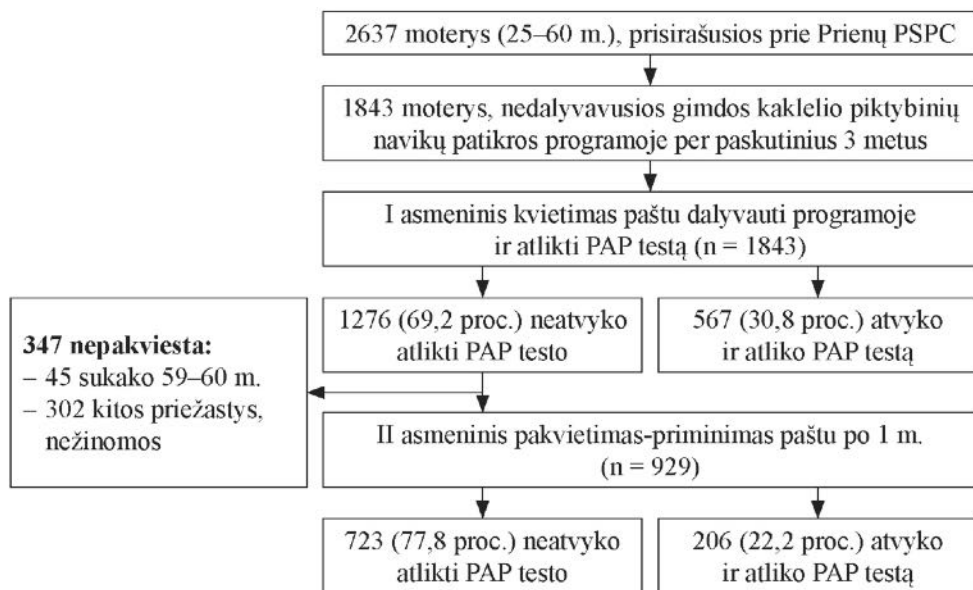 2637 moterys (25–60 m.), prisirašusios prie Prienų PSPC
1843 moterys, nedalyvavusios gimdos kaklelio piktybinių
navikų patikros programoje per paskutinius 3 metus
I asmeninis kvietimas paštu dalyvauti programoje
ir atlikti PAP testą (n = 1843)
1276 (69,2 proc.) neatvyko
atlikti PAP testo
567 (30,8 proc.) atvyko
ir atliko PAP testą
347 nepakviesta:
– 45 sukako 59–60 m.
– 302 kitos priežastys,
nežinomos
II asmeninis pakvietimas-priminimas paštu po 1 m.
(n = 929)
723 (77,8 proc.) neatvyko
atlikti PAP testo
206 (22,2 proc.) atvyko
ir atliko PAP testą